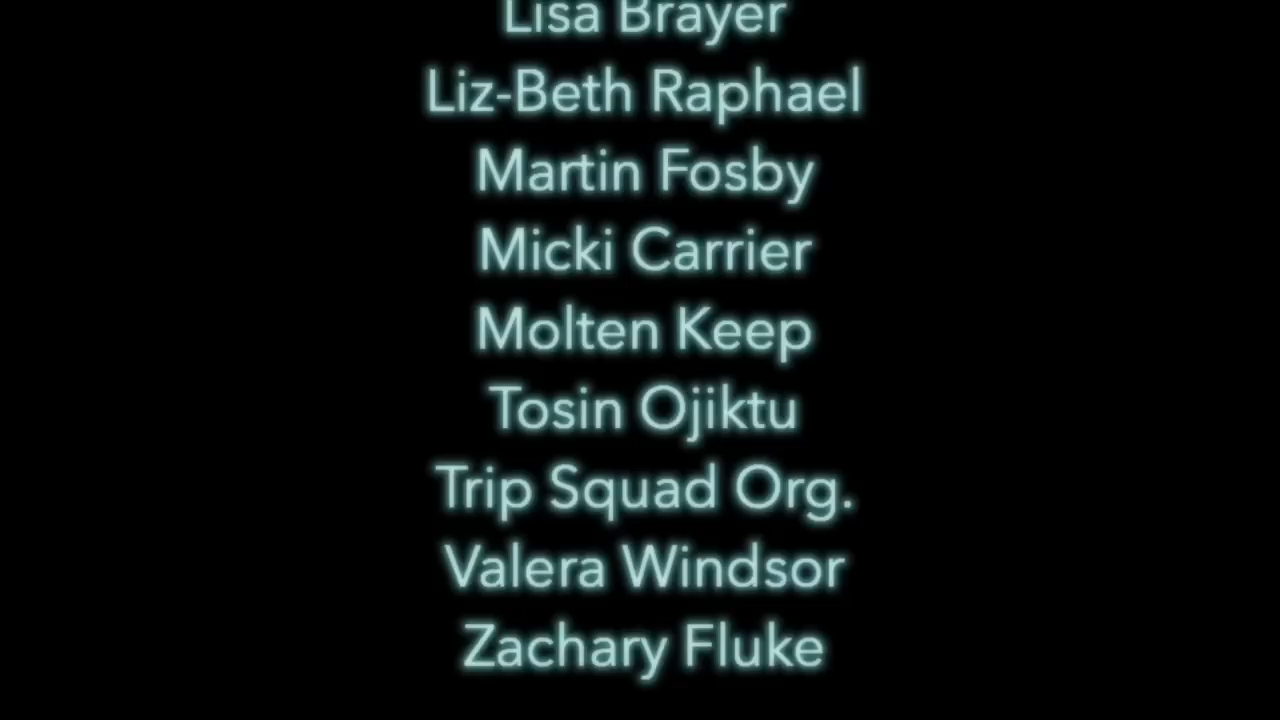 Lisa Brayer
Liz-Beth Raphael
Martin Fosby
Micki Carrier
Molten Keep
Tosin Ojiktu
Trip Squad Org.
Valera Windsor
Zachary Fluke